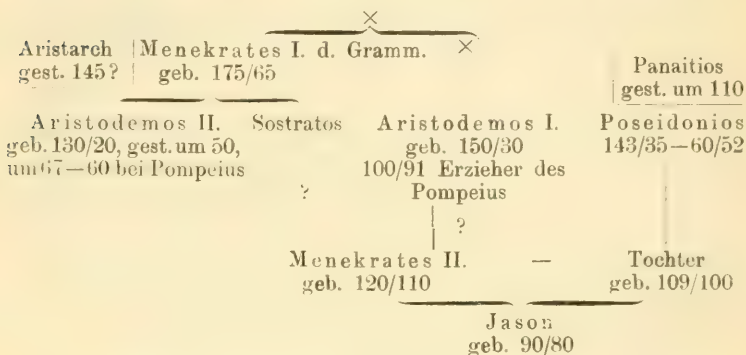 ×
Aristarch | Menekrates I. d. Gramm. ×
gest. 145? | geb. 175/65
Panaitios
gest. um 110
Aristodemos II. Sostratos Aristodemos I. Poseidonios
geb. 130/20, gest. um 50, geb. 150/30 143/35—60/52
um 67—60 bei Pompeius 100/91 Erzieher des
? Pompeius
?
Menekrates II. — Tochter
geb. 120/110 geb. 109/100
Jason
geb. 90/80